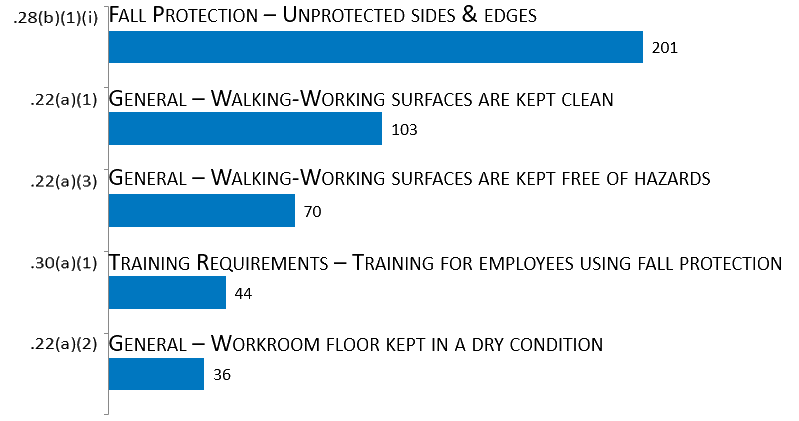 .28(b)(1)(i) Fall Protection – Unprotected sides & edges
201
.22(a)(1) General – Walking-Working surfaces are kept clean
103
.22(a)(3) General – Walking-Working surfaces are kept free of hazards
70
.30(a)(1) Training Requirements – Training for employees using fall protection
44
.22(a)(2) General – Workroom floor kept in a dry condition
36